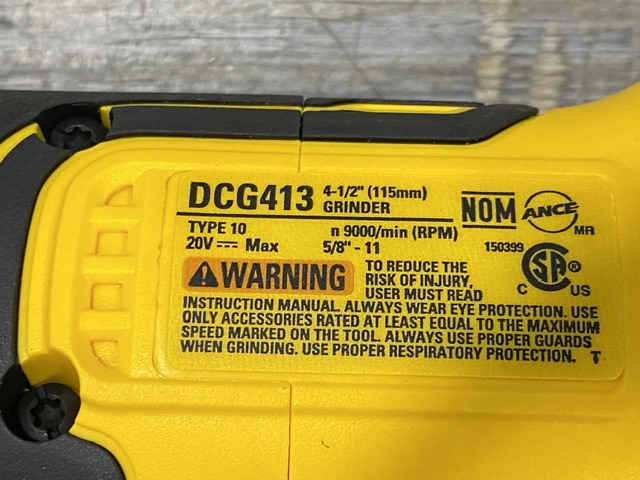 DCG413 4-1/2" (115mm)
GRINDER
NOM ANCE MR
TYPE 10 n 9000/min (RPM)
20V ⎓ Max 5/8" - 11 150399
C SA ® US
⚠WARNING TO REDUCE THE
RISK OF INJURY,
USER MUST READ
INSTRUCTION MANUAL. ALWAYS WEAR EYE PROTECTION. USE
ONLY ACCESSORIES RATED AT LEAST EQUAL TO THE MAXIMUM
SPEED MARKED ON THE TOOL. ALWAYS USE PROPER GUARDS
WHEN GRINDING. USE PROPER RESPIRATORY PROTECTION. T